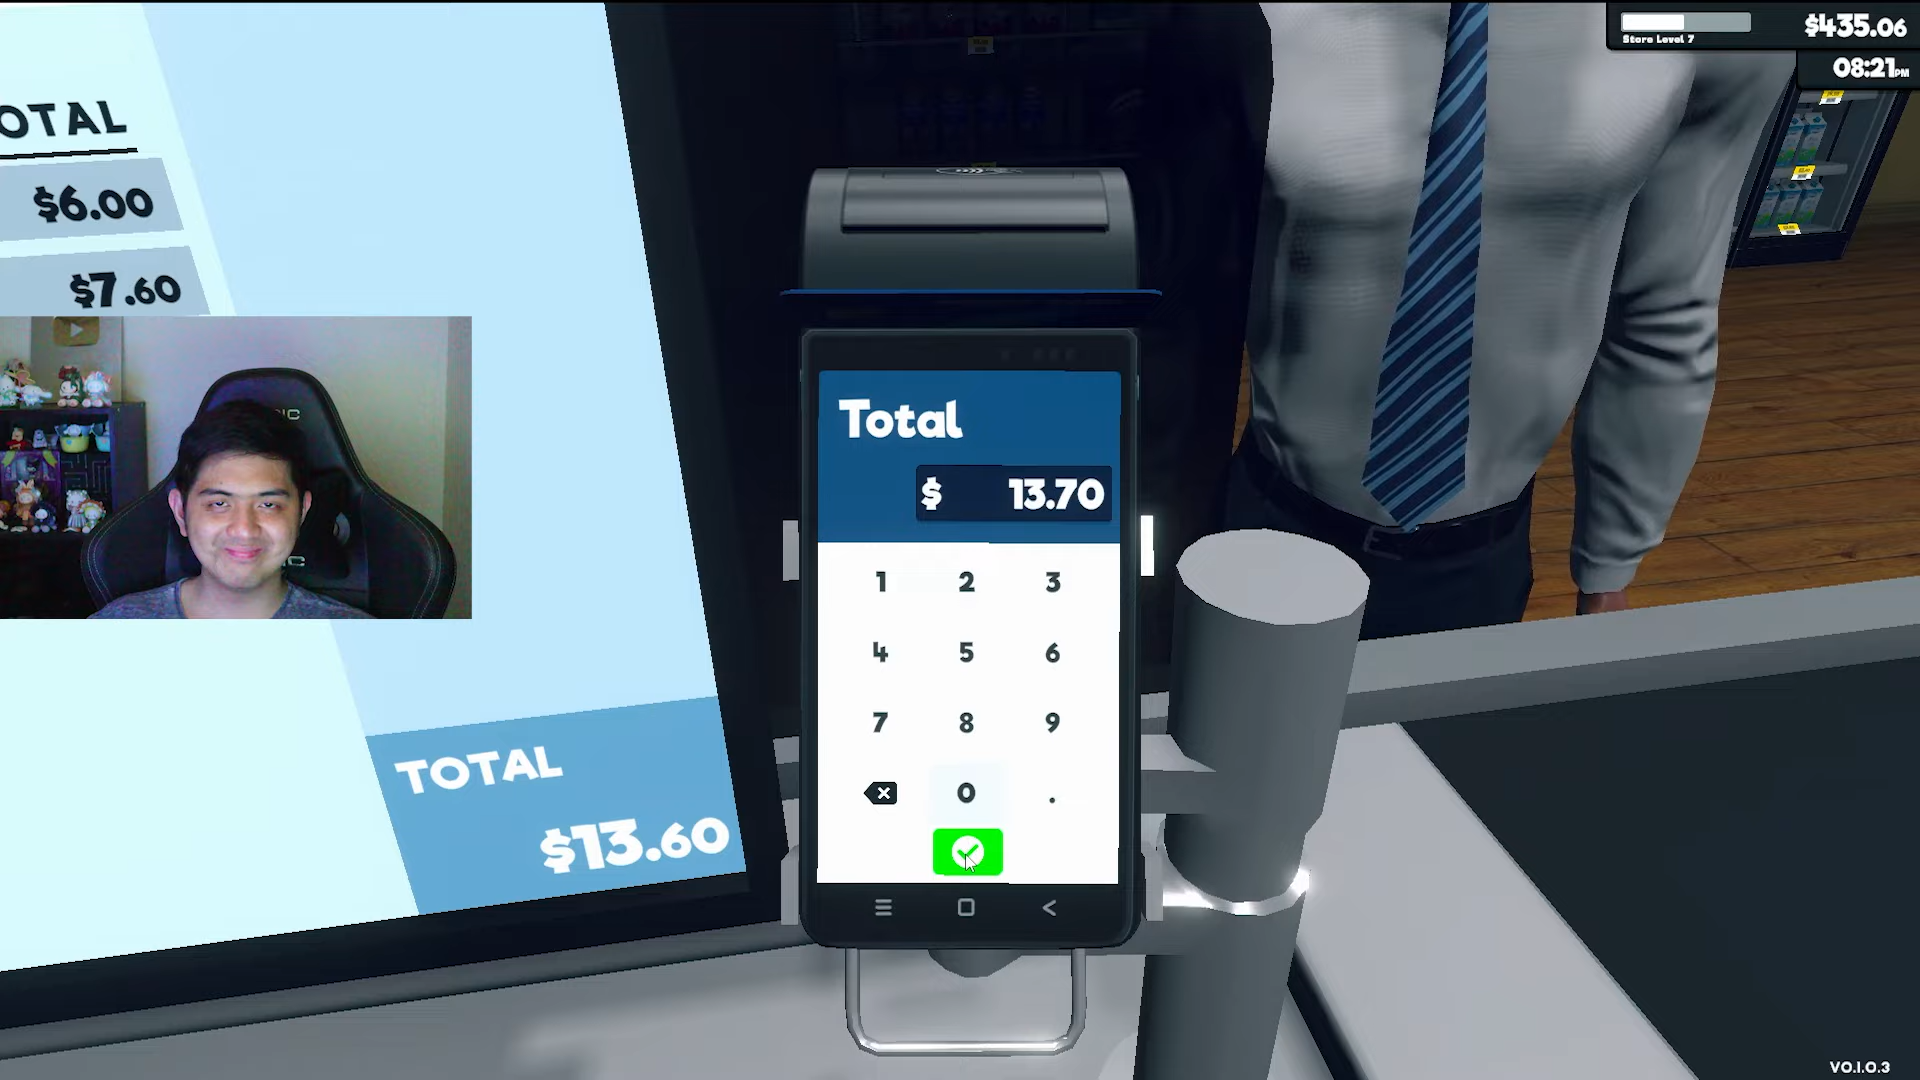 $435.06
Store Level 7
08:21PM
OTAL
$6.00
$7.60
Total
$ 13.70
1 2 3
4 5 6
7 8 9
0 .
TOTAL
$13.60
V0.1.0.3